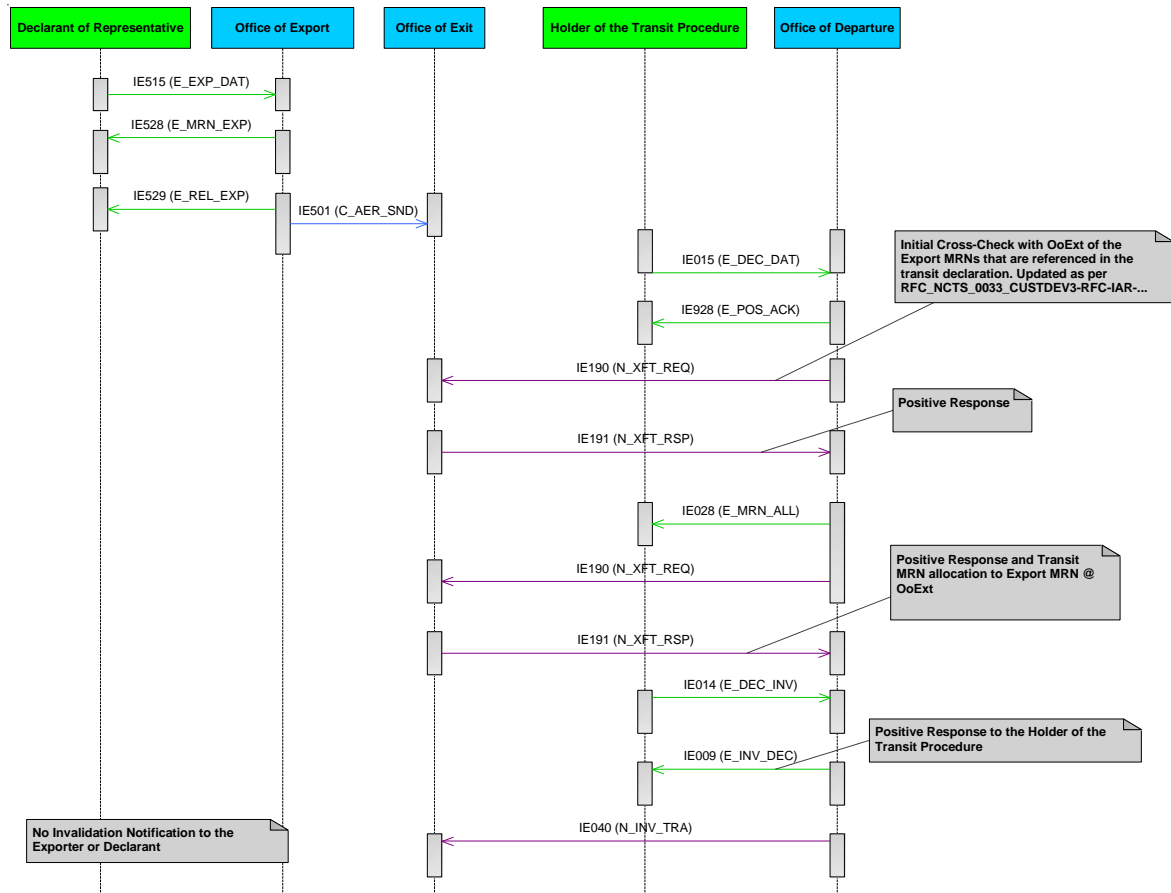 Declarant of Representative
Office of Export
Office of Exit
Holder of the Transit Procedure
Office of Departure
IE515 (E_EXP_DAT)
IE528 (E_MRN_EXP)
IE529 (E_REL_EXP)
IE501 (C_AER_SND)
Initial Cross-Check with OoExt of the
Export MRNs that are referenced in the
transit declaration. Updated as per
RFC_NCTS_0033_CUSTDEV3-RFC-IAR-...
IE015 (E_DEC_DAT)
IE928 (E_POS_ACK)
IE190 (N_XFT_REQ)
Positive Response
IE191 (N_XFT_RSP)
IE028 (E_MRN_ALL)
Positive Response and Transit
MRN allocation to Export MRN @
OoExt
IE190 (N_XFT_REQ)
IE191 (N_XFT_RSP)
IE014 (E_DEC_INV)
Positive Response to the Holder of the
Transit Procedure
IE009 (E_INV_DEC)
No Invalidation Notification to the
Exporter or Declarant
IE040 (N_INV_TRA)